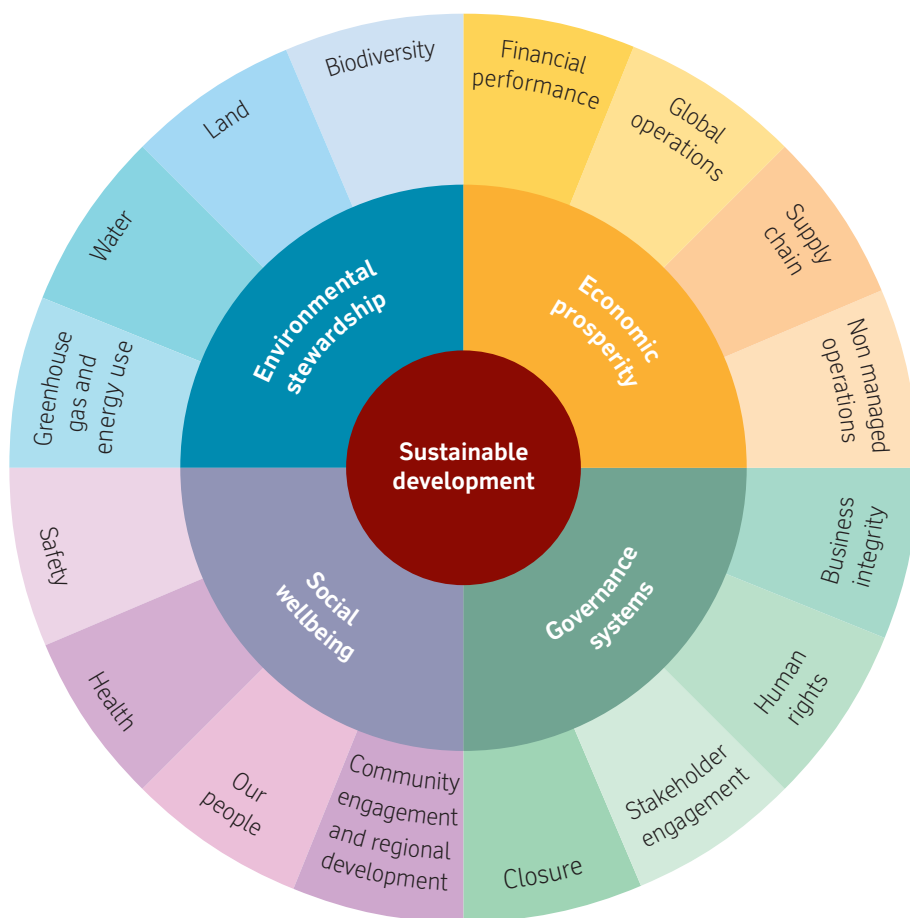 Sustainable
development
Economic
prosperity
Financial
performance
Global
operations
Supply
chain
Non managed
operations
Governance
systems
Business
integrity
Human
rights
Stakeholder
engagement
Closure
Social
wellbeing
Community
engagement
and regional
development
Our
people
Health
Safety
Environmental
stewardship
Greenhouse
gas and
energy use
Water
Land
Biodiversity